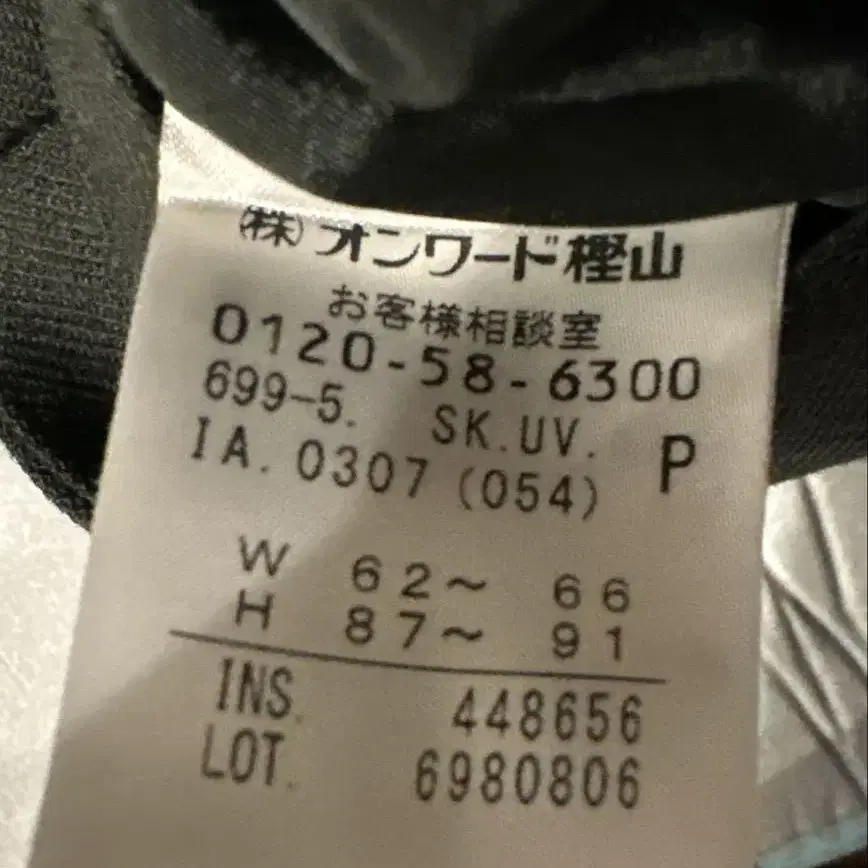 (株)オンワード樫山
お客様相談室
0120-58-6300
699-5. SK.UV.
IA. 0307 (054) P
W 62~ 66
H 87~ 91
INS. 448656
LOT. 6980806